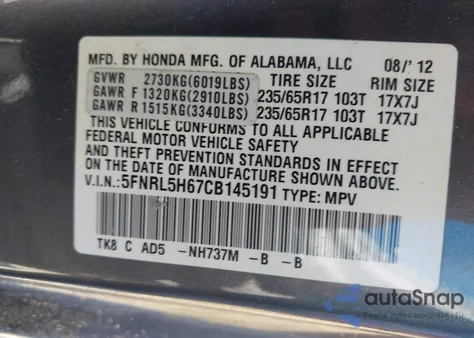 MFD. BY HONDA MFG. OF ALABAMA, LLC 08/'12
GVWR 2730KG(6019LBS) TIRE SIZE RIM SIZE
GAWR F 1320KG(2910LBS) 235/65R17 103T 17X7J
GAWR R 1515KG(3340LBS) 235/65R17 103T 17X7J
THIS VEHICLE CONFORMS TO ALL APPLICABLE
FEDERAL MOTOR VEHICLE SAFETY
AND THEFT PREVENTION STANDARDS IN EFFECT
ON THE DATE OF MANUFACTURE SHOWN ABOVE.
V.I.N.:5FNRL5H67CB145191 TYPE: MPV
TK8 C AD5 -NH737M -B -B
autoSnap